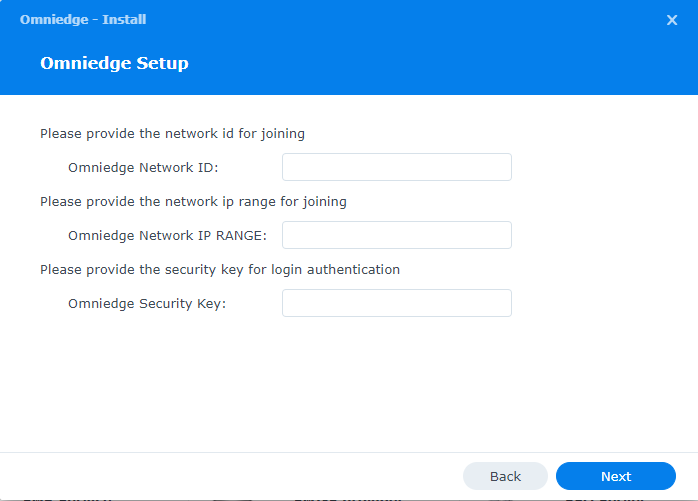 Omniedge - Install
X
Omniedge Setup
Please provide the network id for joining
Omniedge Network ID:
Please provide the network ip range for joining
Omniedge Network IP RANGE:
Please provide the security key for login authentication
Omniedge Security Key:
Back
Next